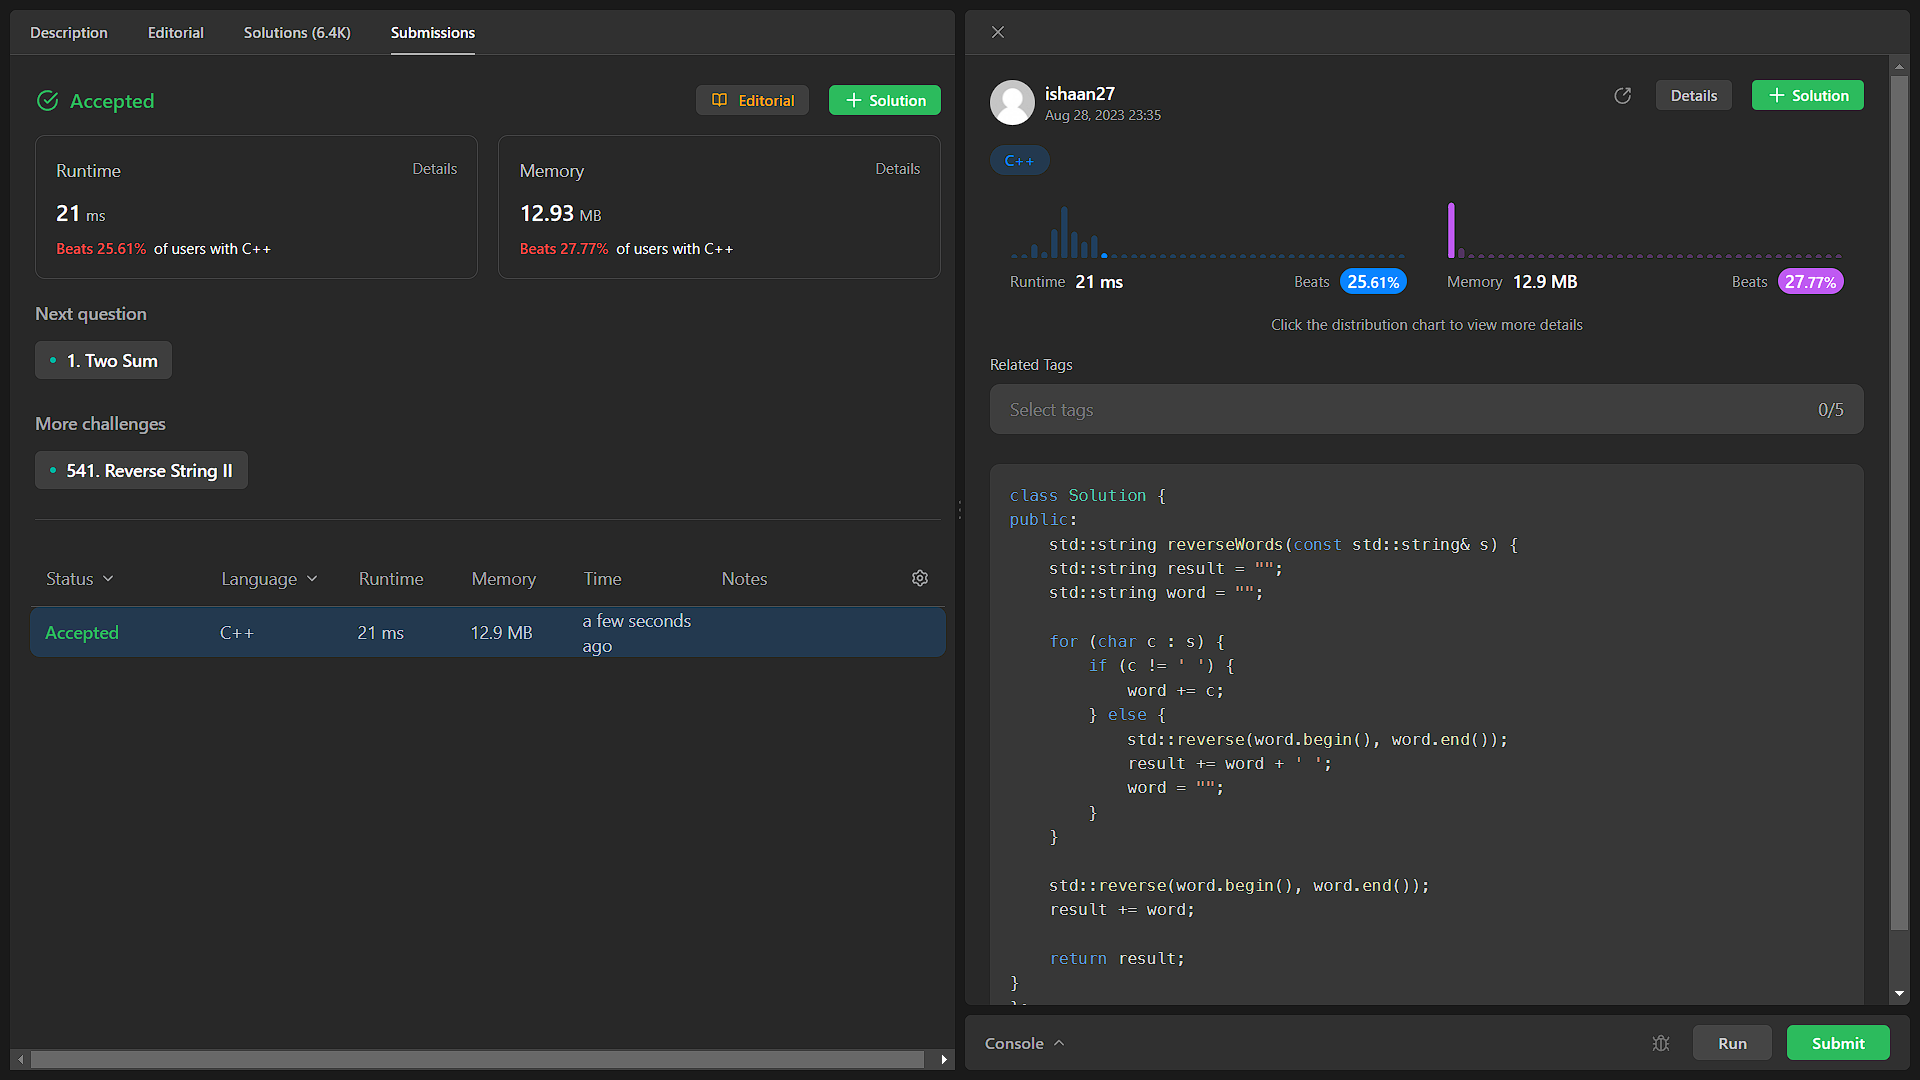 Description Editorial Solutions (6.4K) Submissions
Accepted
Editorial
Solution
Runtime Details
21 ms
Beats 25.61% of users with C++
Memory Details
12.93 MB
Beats 27.77% of users with C++
Next question
1. Two Sum
More challenges
541. Reverse String II
Status Language Runtime Memory Time Notes
Accepted C++ 21 ms 12.9 MB a few seconds
ago
ishaan27
Aug 28, 2023 23:35
Details
Solution
C++
Runtime 21 ms Beats 25.61%
Memory 12.9 MB Beats 27.77%
Click the distribution chart to view more details
Related Tags
Select tags 0/5
class Solution {
public:
    std::string reverseWords(const std::string& s) {
    std::string result = "";
    std::string word = "";
    for (char c : s) {
        if (c != ' ') {
            word += c;
        } else {
            std::reverse(word.begin(), word.end());
            result += word + ' ';
            word = "";
        }
    }
    std::reverse(word.begin(), word.end());
    result += word;
    return result;
}
Console Run Submit